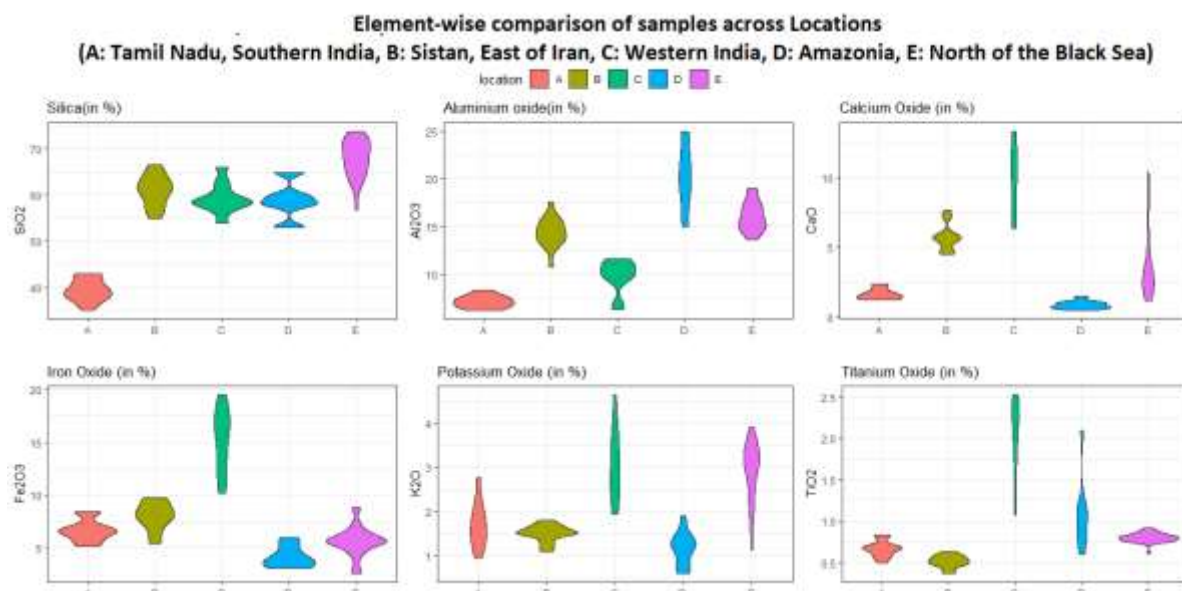 Element-wise comparison of samples across Locations
(A: Tamil Nadu, Southern India, B: Sistan, East of Iran, C: Western India, D: Amazonia, E: North of the Black Sea)
location A B C D E
Silica(in %)
SiO2
70
60
50
40
A B C D E
Aluminium oxide(in %)
Al2O3
25
20
15
10
A B C D E
Calcium Oxide (in %)
CaO
10
5
0
A B C D E
Iron Oxide (in %)
Fe2O3
20
15
10
5
Potassium Oxide (in %)
K2O
4
3
2
1
Titanium Oxide (in %)
TiO2
2.5
2.0
1.5
1.0
0.5